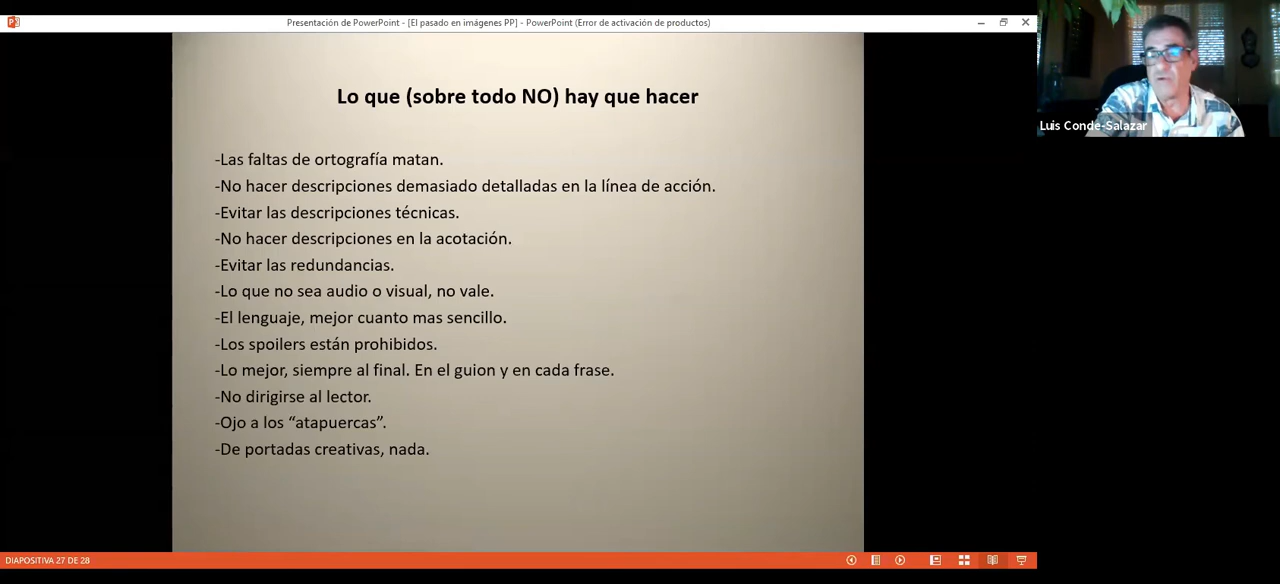 Presentación de PowerPoint - [El pasado en imágenes PP] - PowerPoint (Error de activación de productos)
Lo que (sobre todo NO) hay que hacer
-Las faltas de ortografía matan.
-No hacer descripciones demasiado detalladas en la línea de acción.
-Evitar las descripciones técnicas.
-No hacer descripciones en la acotación.
-Evitar las redundancias.
-Lo que no sea audio o visual, no vale.
-El lenguaje, mejor cuanto mas sencillo.
-Los spoilers están prohibidos.
-Lo mejor, siempre al final. En el guion y en cada frase.
-No dirigirse al lector.
-Ojo a los “atapuercas”.
-De portadas creativas, nada.
DIAPOSITIVA 27 DE 28
Luis Conde-Salazar